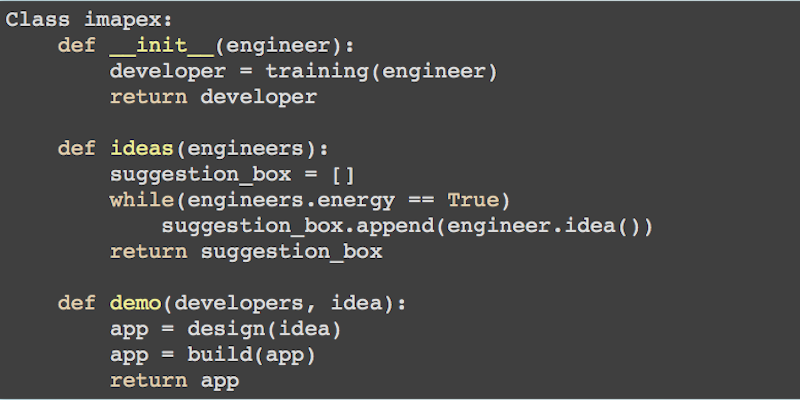 Class imapex:
    def __init__(engineer):
        developer = training(engineer)
        return developer

    def ideas(engineers):
        suggestion_box = []
        while(engineers.energy == True)
            suggestion_box.append(engineer.idea())
        return suggestion_box

    def demo(developers, idea):
        app = design(idea)
        app = build(app)
        return app